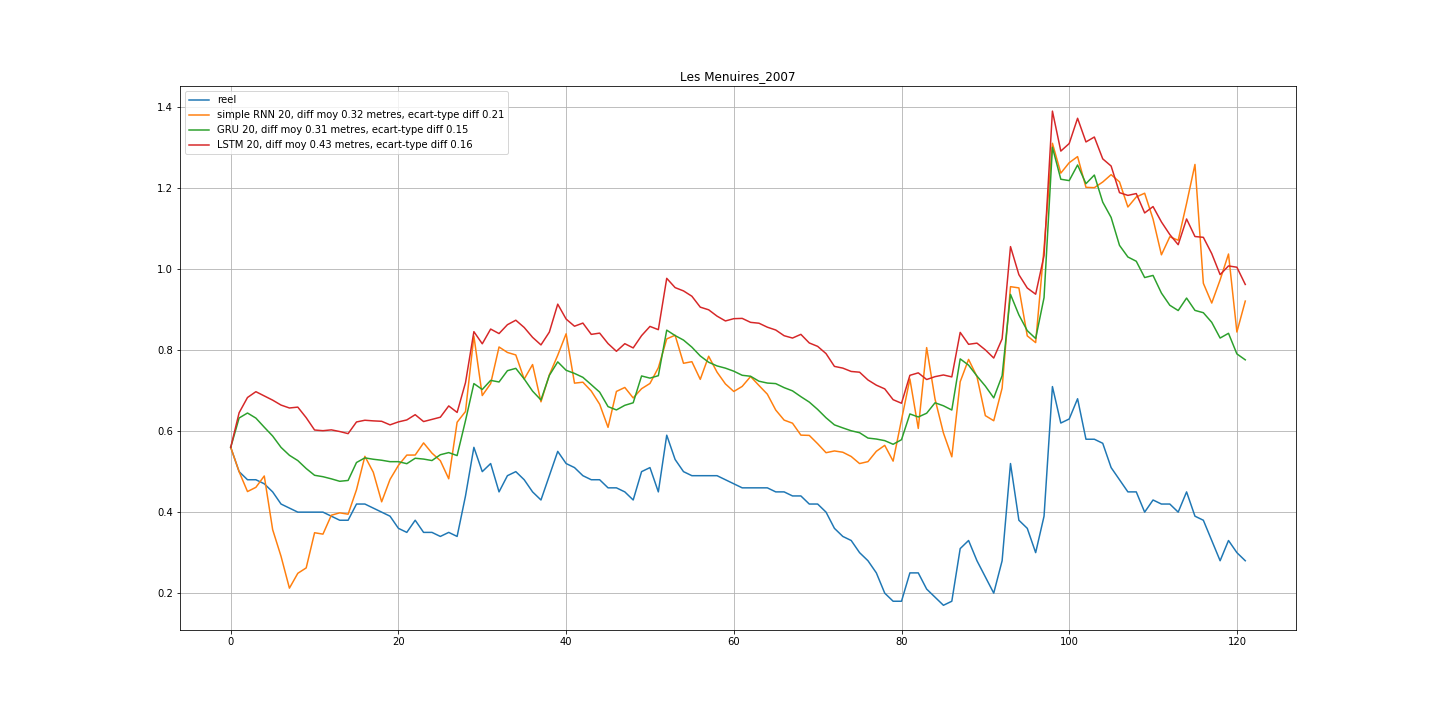 Les Menuires_2007
reel
simple RNN 20, diff moy 0.32 metres, ecart-type diff 0.21
GRU 20, diff moy 0.31 metres, ecart-type diff 0.15
LSTM 20, diff moy 0.43 metres, ecart-type diff 0.16
1.4
1.2
1.0
0.8
0.6
0.4
0.2
0 20 40 60 80 100 120